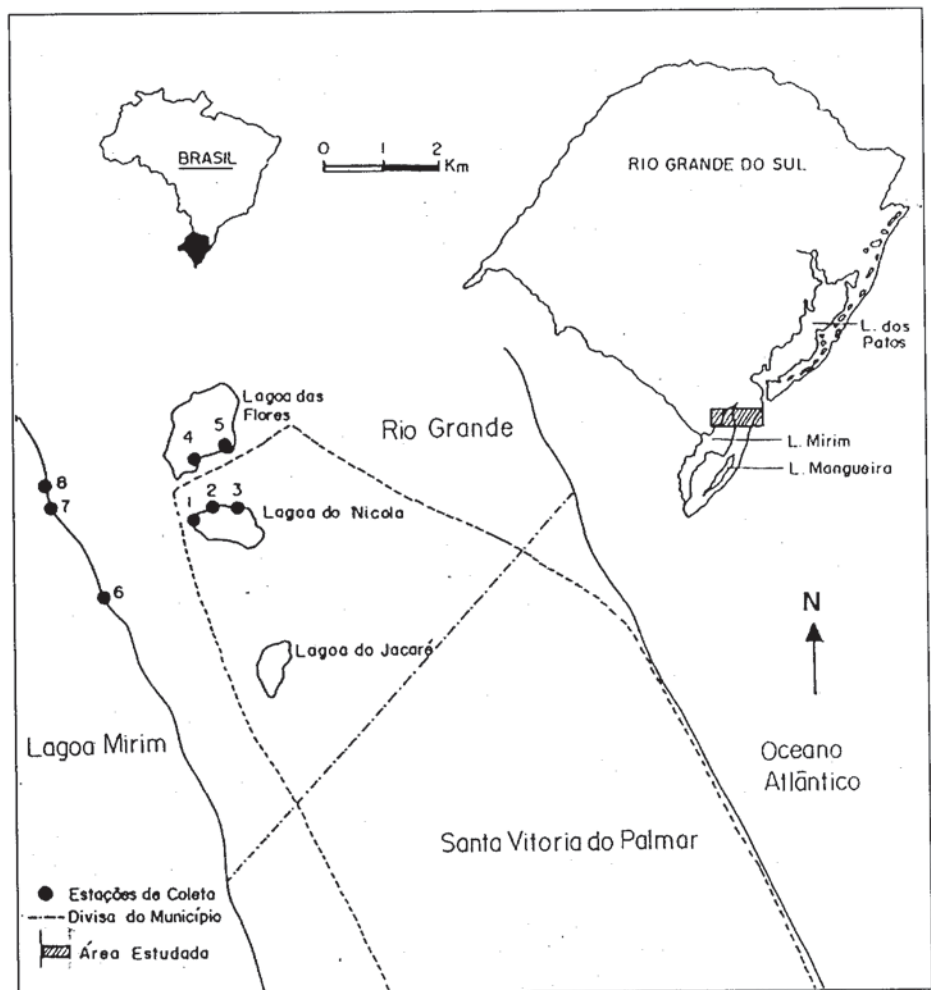 BRASIL
0 1 2
Km
RIO GRANDE DO SUL
L. dos
Patos
L. Mirim
L. Mangueira
Lagoa das
Flores
Rio Grande
4
5
8
7
1
2
3
Lagoa do Nicola
6
N
Lagoa do Jacaré
Lagoa Mirim
Oceano
Atlântico
Santa Vitoria do Palmar
Estações de Coleta
Divisa do Município
Área Estudada